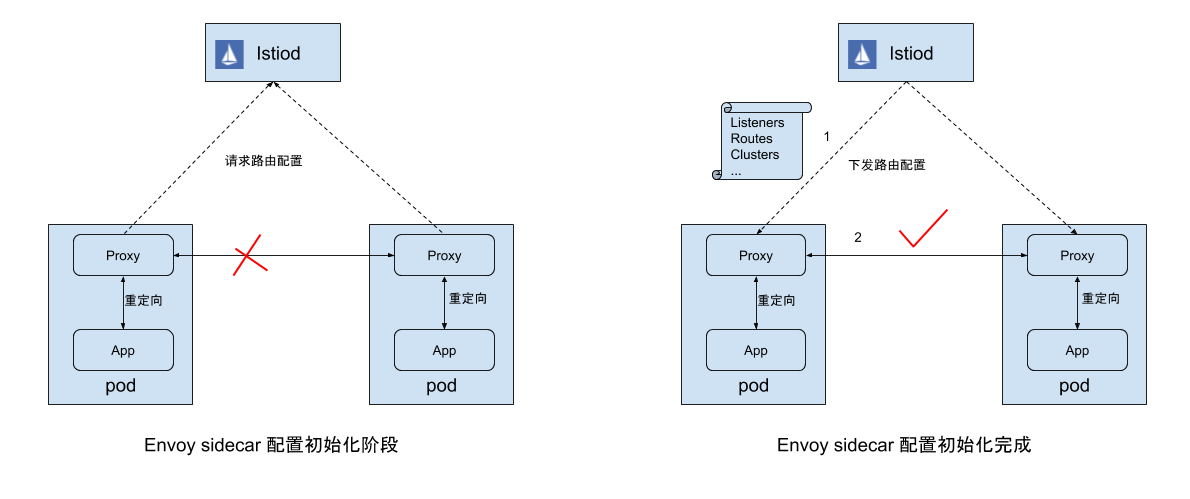 Istiod
请求路由配置
Proxy
Proxy
重定向
重定向
App
App
pod
pod
Envoy sidecar 配置初始化阶段
Istiod
Listeners
Routes
Clusters
...
1
下发路由配置
Proxy
2
Proxy
重定向
重定向
App
App
pod
pod
Envoy sidecar 配置初始化完成